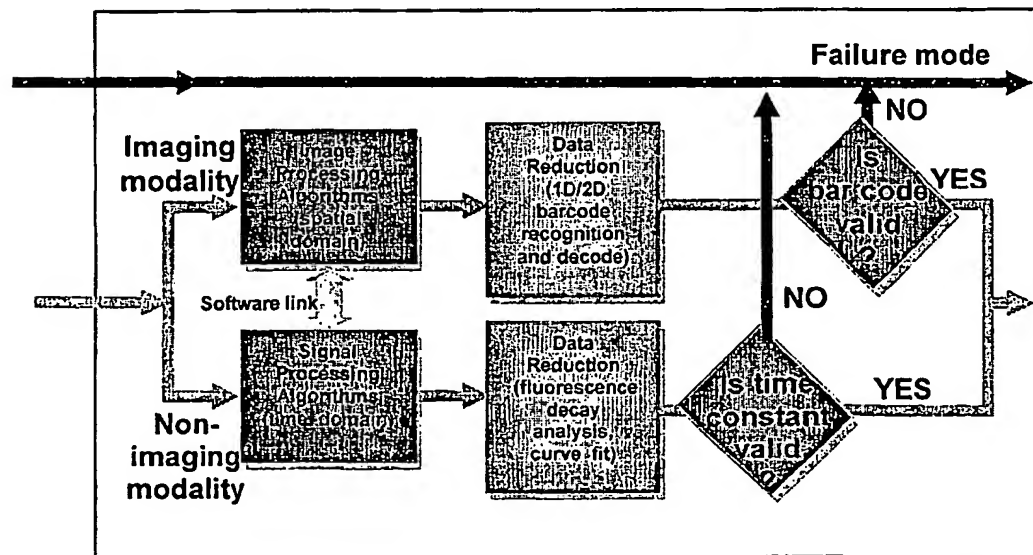 Failure mode
NO
Imaging
modality
Image
Processing
Algorithms
(spatial
domain)
Data
Reduction
(1D/2D
barcode
recognition
and decode)
Is
bar code
valid
?
YES
Software link
NO
Signal
Processing
Algorithms
(time domain)
Data
Reduction
(fluorescence
decay
analysis
curve fit)
Is time
constant
valid
?
YES
Non-
imaging
modality